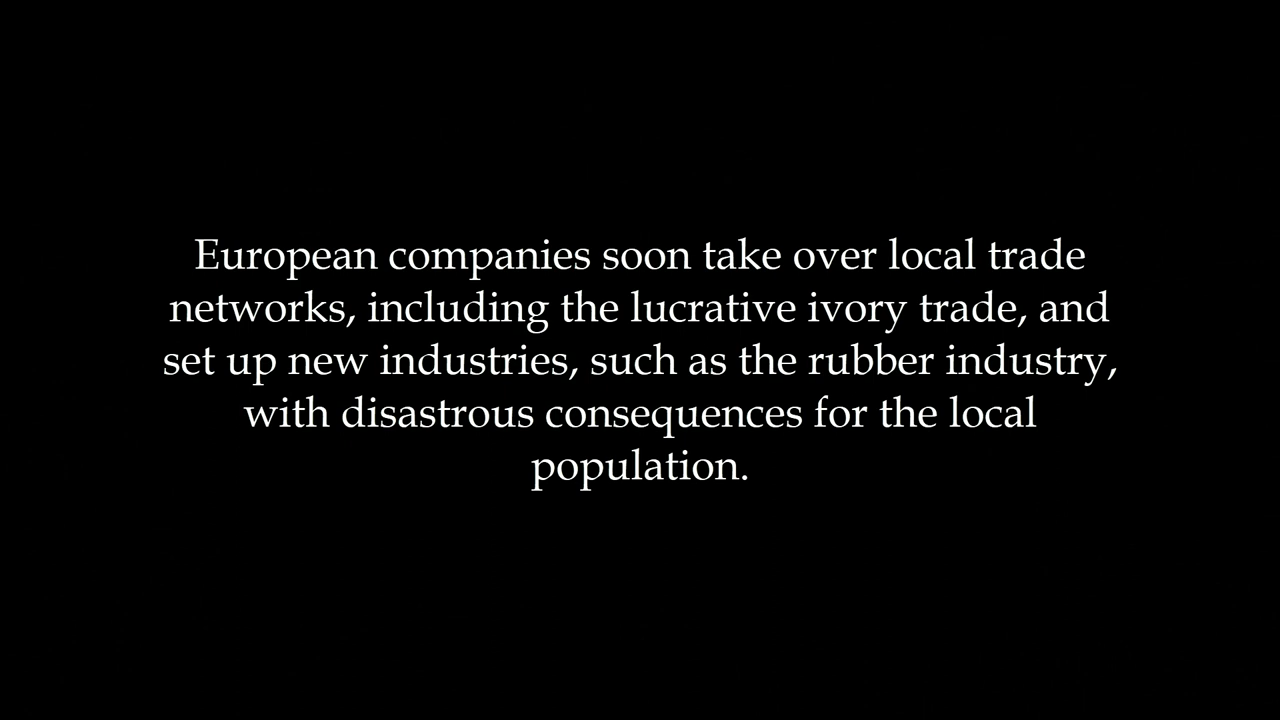 European companies soon take over local trade
networks, including the lucrative ivory trade, and
set up new industries, such as the rubber industry,
with disastrous consequences for the local
population.